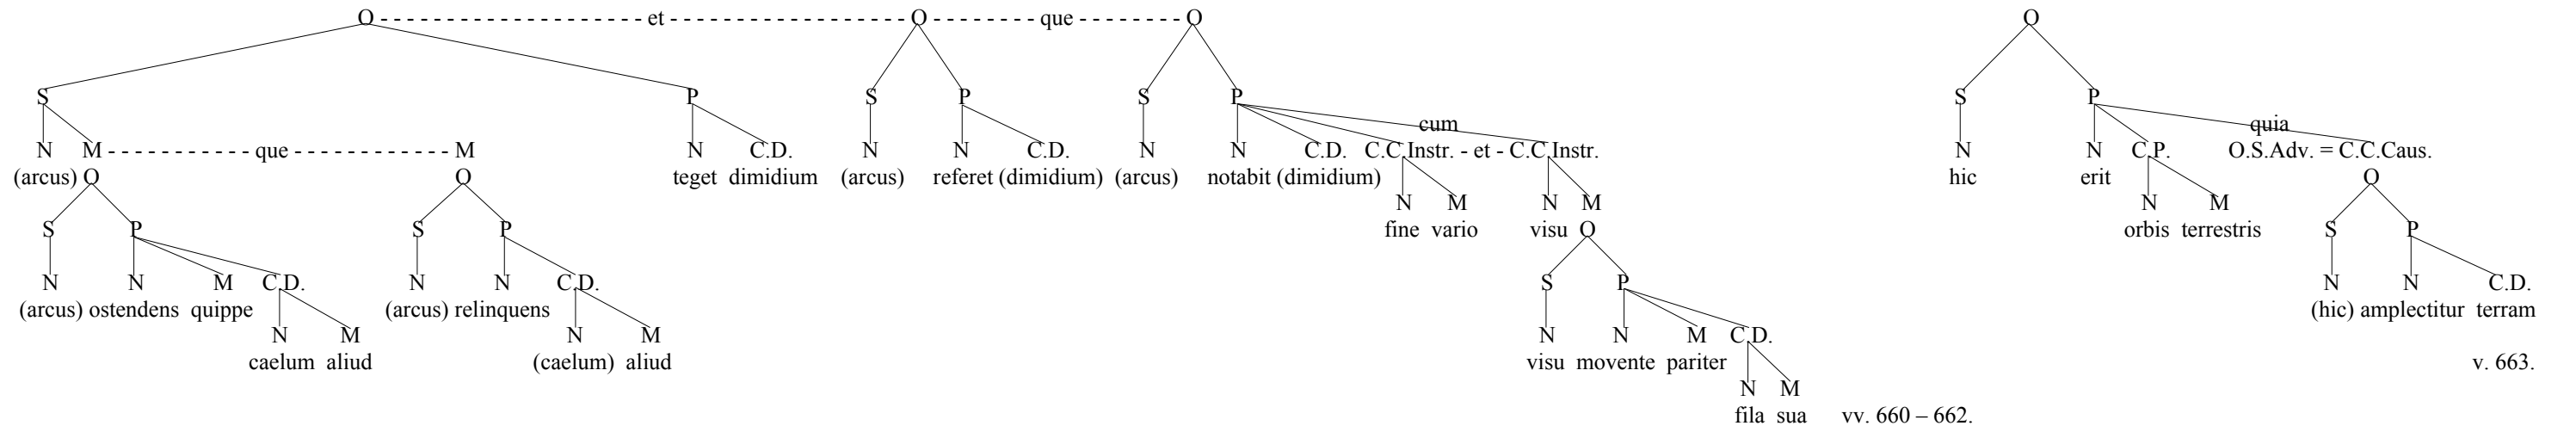 O - - - - - - - - - - - - - - - - - - - - - - - et - - - - - - - - - - - - - - - - - - - - - O - - - - - - - - - - que - - - - - - - - O O
S P S P S P S P
cum quia
N M - - - - - - - - - - - - que - - - - - - - - - - - - - M N C.D. N N C.D. N N C.D. C.C.Instr. - et - C.C.Instr. N N C.P. O.S.Adv. = C.C.Caus.
(arcus) O O teget dimidium (arcus) referet (dimidium) (arcus) notabit (dimidium) hic erit O
N M N M N M
S P S P fine vario visu O orbis terrestris S P
N N M C.D. N N C.D. S P N N C.D.
(arcus) ostendens quippe (arcus) relinquens (hic) amplectitur terram
N M N M N N M C.D.
caelum aliud (caelum) aliud visu movente pariter v. 663.
N M
fila sua vv. 660 – 662.